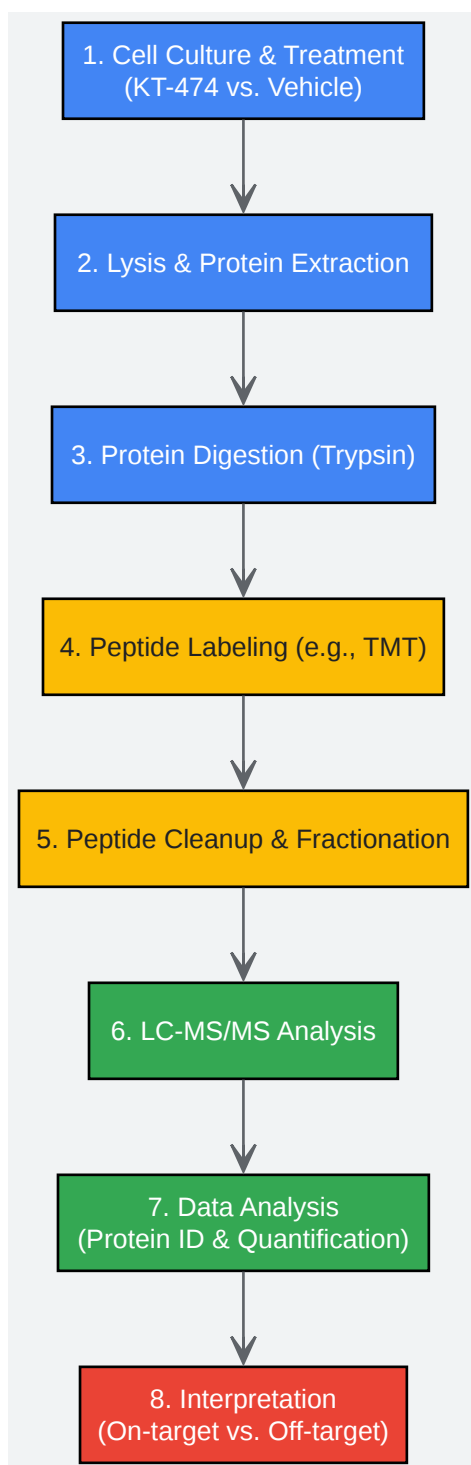 1. Cell Culture & Treatment
(KT-474 vs. Vehicle)
2. Lysis & Protein Extraction
3. Protein Digestion (Trypsin)
4. Peptide Labeling (e.g., TMT)
5. Peptide Cleanup & Fractionation
6. LC-MS/MS Analysis
7. Data Analysis
(Protein ID & Quantification)
8. Interpretation
(On-target vs. Off-target)